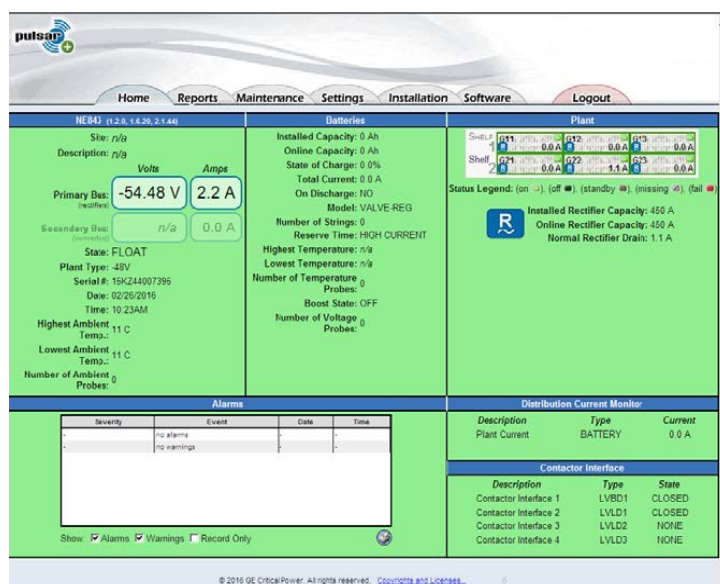 pulsar
Home Reports Maintenance Settings Installation Software Logout
NE843 (1.2.0, 1.6.20, 2.1.44)
Site: n/a
Description: n/a
Volts Amps
Primary Bus: -54.48 V 2.2 A
(rectifiers)
Secondary Bus: n/a 0.0 A
(converters)
State: FLOAT
Plant Type: -48V
Serial #: 15KZ44007395
Date: 02/26/2016
Time: 10:23AM
Highest Ambient Temp.: 11 C
Lowest Ambient Temp.: 11 C
Number of Ambient Probes: 0
Batteries
Installed Capacity: 0 Ah
Online Capacity: 0 Ah
State of Charge: 0.0%
Total Current: 0.0 A
On Discharge: NO
Model: VALVE-REG
Number of Strings: 0
Reserve Time: HIGH CURRENT
Highest Temperature: n/a
Lowest Temperature: n/a
Number of Temperature Probes: 0
Boost State: OFF
Number of Voltage Probes: 0
Plant
Shelf 1 G11 R 0.0 A G12 R 0.0 A G13 R 0.0 A
Shelf 2 G21 R 0.0 A G22 R 1.1 A G23 R 0.0 A
Status Legend: (on ), (off ), (standby ), (missing ), (fail )
R
Installed Rectifier Capacity: 450 A
Online Rectifier Capacity: 450 A
Normal Rectifier Drain: 1.1 A
Alarms
Severity Event Date Time
- no alarms - -
- no warnings - -
Show: Alarms Warnings Record Only
Distribution Current Monitor
Description Type Current
Plant Current BATTERY 0.0 A
Contactor Interface
Description Type State
Contactor Interface 1 LVBD1 CLOSED
Contactor Interface 2 LVLD1 CLOSED
Contactor Interface 3 LVLD2 NONE
Contactor Interface 4 LVLD3 NONE
© 2016 GE Critical Power. All rights reserved. Copyrights and Licenses...